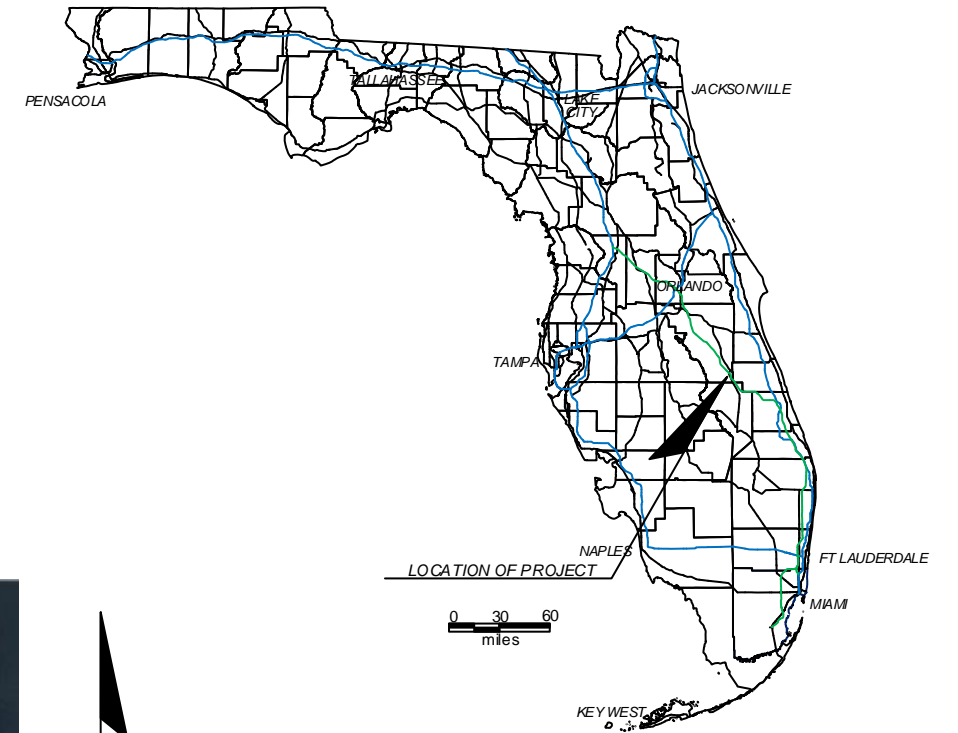 PENSACOLA
TALLAHASSEE
LAKE
CITY
JACKSONVILLE
ORLANDO
TAMPA
NAPLES
FT LAUDERDALE
LOCATION OF PROJECT
MIAMI
0 30 60
miles
KEY WEST